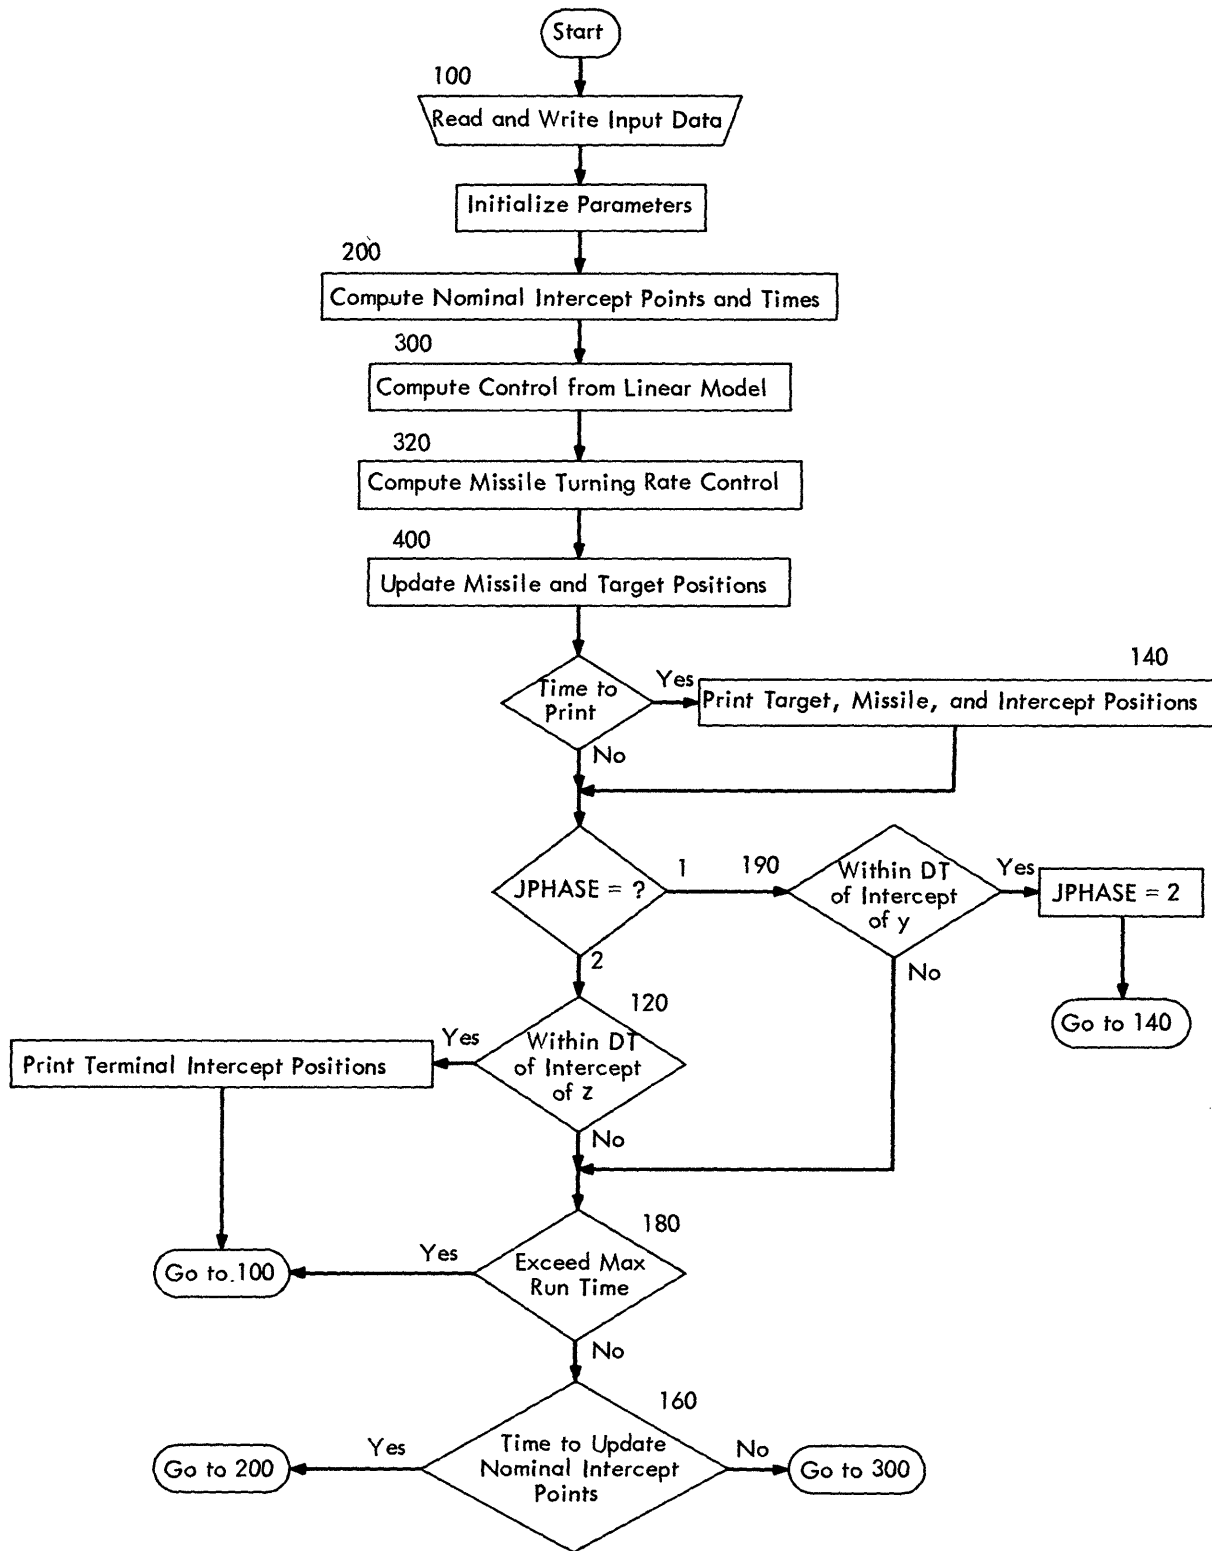 Start
100
Read and Write Input Data
Initialize Parameters
200
Compute Nominal Intercept Points and Times
300
Compute Control from Linear Model
320
Compute Missile Turning Rate Control
400
Update Missile and Target Positions
Time to
Print
Yes
140
Print Target, Missile, and Intercept Positions
No
JPHASE = ?
1
190
Within DT
of Intercept
of y
Yes
JPHASE = 2
2
No
Go to 140
120
Within DT
of Intercept
of z
Yes
Print Terminal Intercept Positions
No
180
Exceed Max
Run Time
Yes
Go to 100
No
160
Time to Update
Nominal Intercept
Points
Yes
Go to 200
No
Go to 300